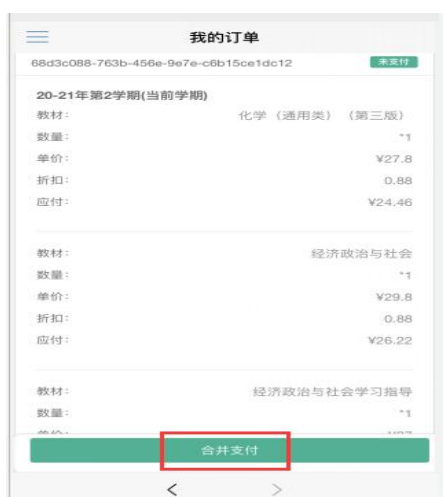 我的订单
68d3c088-763b-456e-9e7e-c6b15ce1dc12 未支付
20-21年第2学期(当前学期)
教材: 化学（通用类）（第三版）
数量: *1
单价: ¥27.8
折扣: 0.88
应付: ¥24.46
教材: 经济政治与社会
数量: *1
单价: ¥29.8
折扣: 0.88
应付: ¥26.22
教材: 经济政治与社会学习指导
数量: *1
合并支付